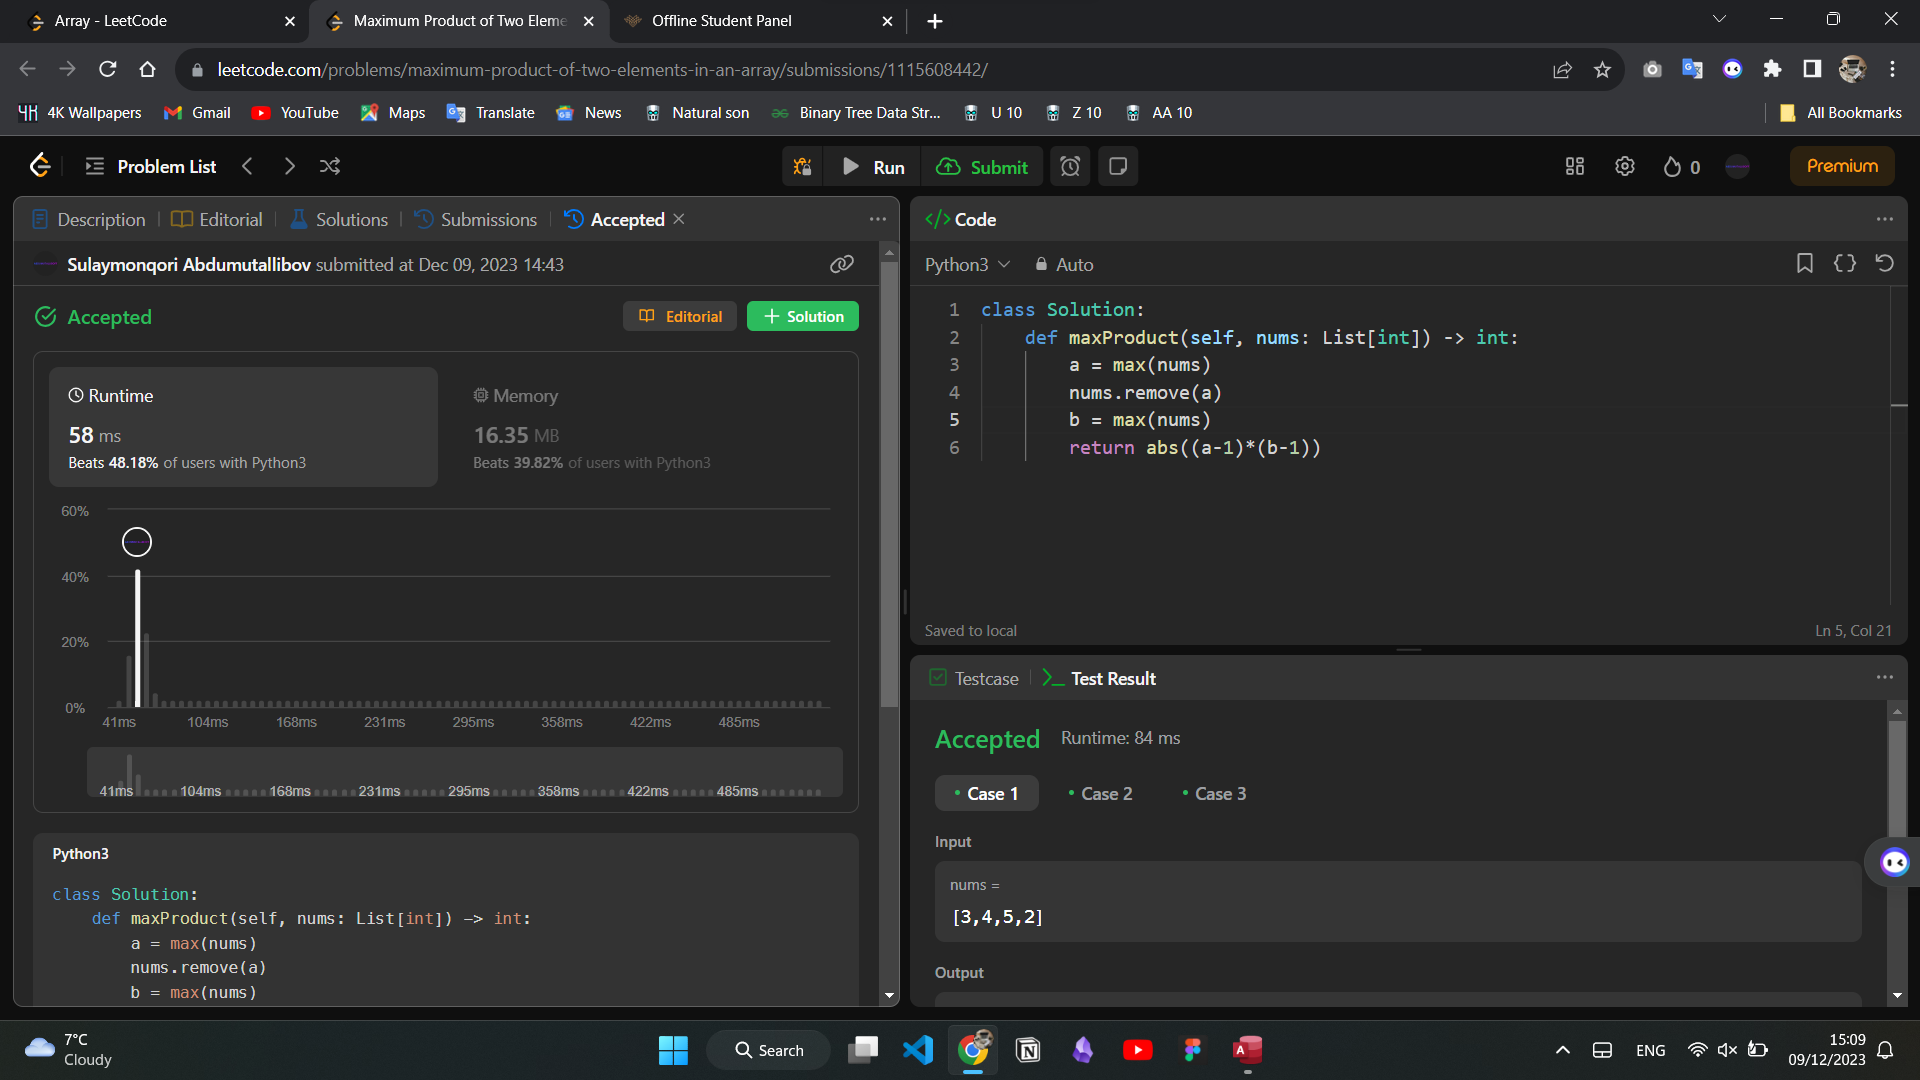 Array - LeetCode
Maximum Product of Two Eleme
Offline Student Panel
leetcode.com/problems/maximum-product-of-two-elements-in-an-array/submissions/1115608442/
4K Wallpapers
Gmail
YouTube
Maps
Translate
News
Natural son
Binary Tree Data Str...
U 10
Z 10
AA 10
All Bookmarks
Problem List
Run
Submit
0
Premium
Description
Editorial
Solutions
Submissions
Accepted
Sulaymonqori Abdumutallibov submitted at Dec 09, 2023 14:43
Accepted
Editorial
Solution
Runtime
58 ms
Beats 48.18% of users with Python3
Memory
16.35 MB
Beats 39.82% of users with Python3
60%
40%
20%
0%
41ms 104ms 168ms 231ms 295ms 358ms 422ms 485ms
41ms 104ms 168ms 231ms 295ms 358ms 422ms 485ms
Python3
class Solution:
def maxProduct(self, nums: List[int]) -> int:
a = max(nums)
nums.remove(a)
b = max(nums)
</> Code
Python3
Auto
1 class Solution:
2 def maxProduct(self, nums: List[int]) -> int:
3 a = max(nums)
4 nums.remove(a)
5 b = max(nums)
6 return abs((a-1)*(b-1))
Saved to local
Ln 5, Col 21
Testcase
Test Result
Accepted
Runtime: 84 ms
Case 1
Case 2
Case 3
Input
nums =
[3,4,5,2]
Output
7°C
Cloudy
Search
ENG
15:09
09/12/2023